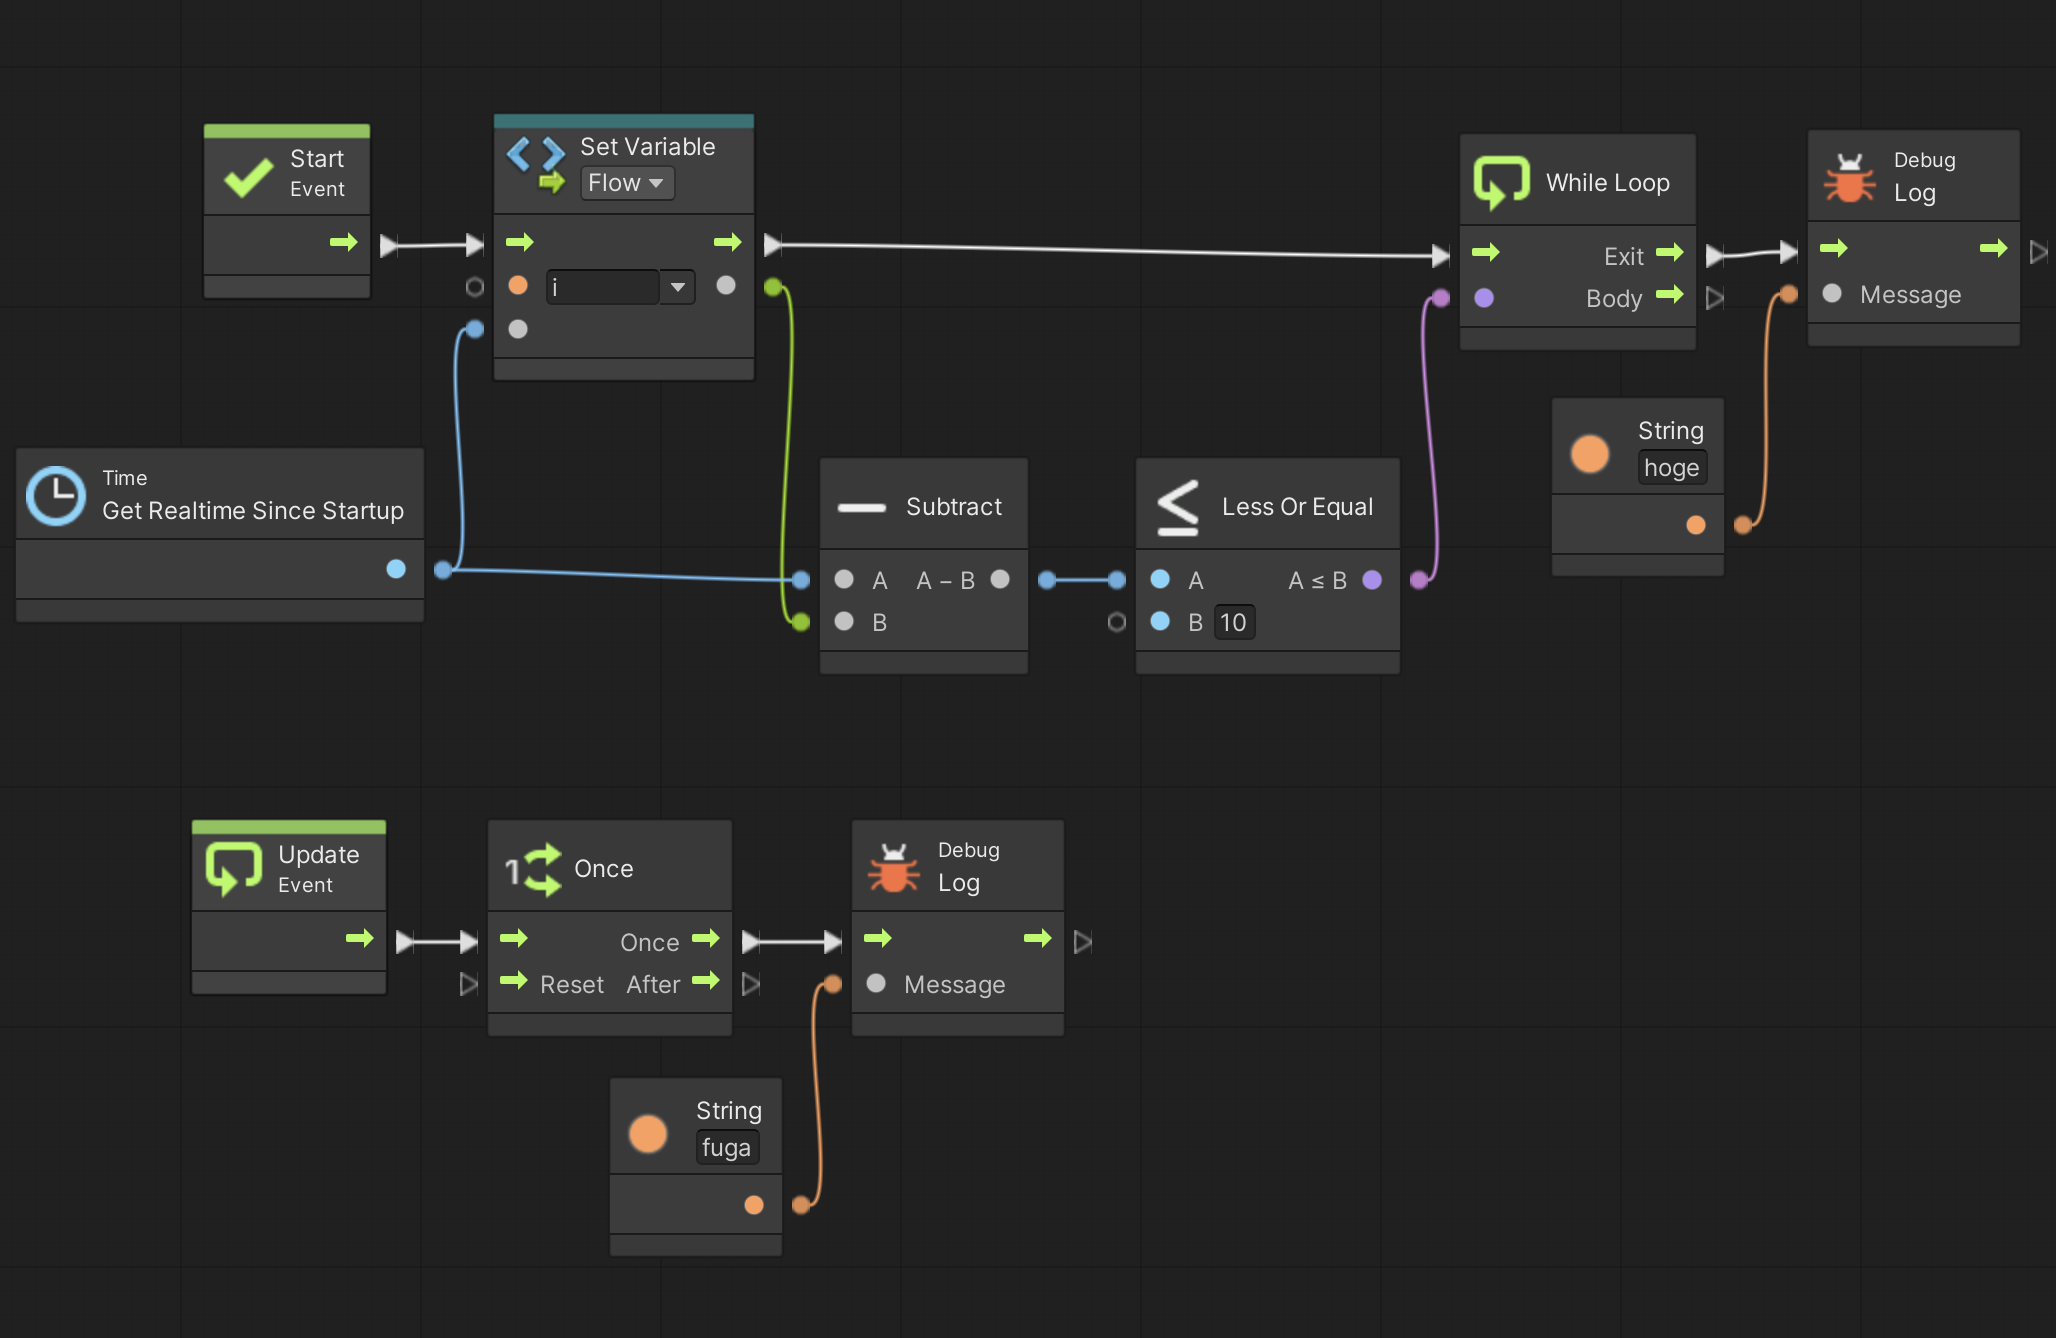 Start
Event
Set Variable
Flow
i
While Loop
Exit
Body
Debug
Log
Message
Time
Get Realtime Since Startup
Subtract
A A − B
B
Less Or Equal
A A ≤ B
B 10
String
hoge
Update
Event
1
Once
Once
Reset After
Debug
Log
Message
String
fuga